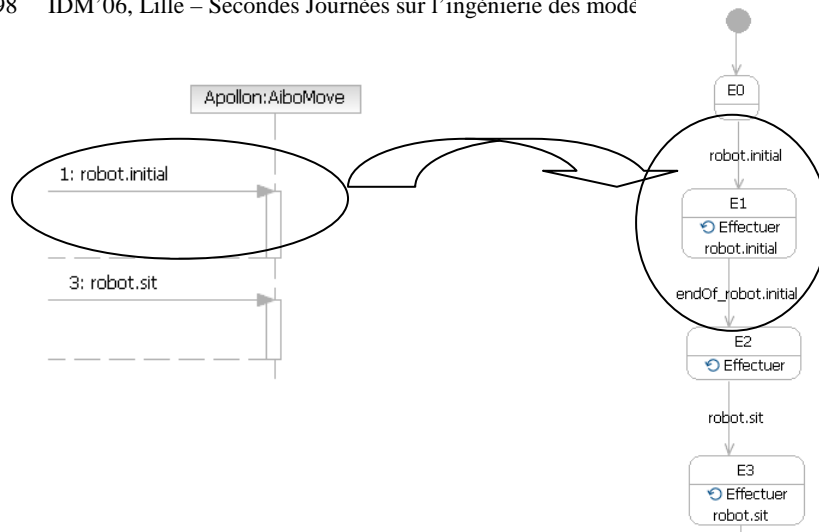 98 IDM’06, Lille – Secondes Journées sur l’ingénierie des modè
Apollon:AiboMove
1: robot.initial
3: robot.sit
E0
robot.initial
E1
Effectuer
robot.initial
endOf_robot.initial
E2
Effectuer
robot.sit
E3
Effectuer
robot.sit